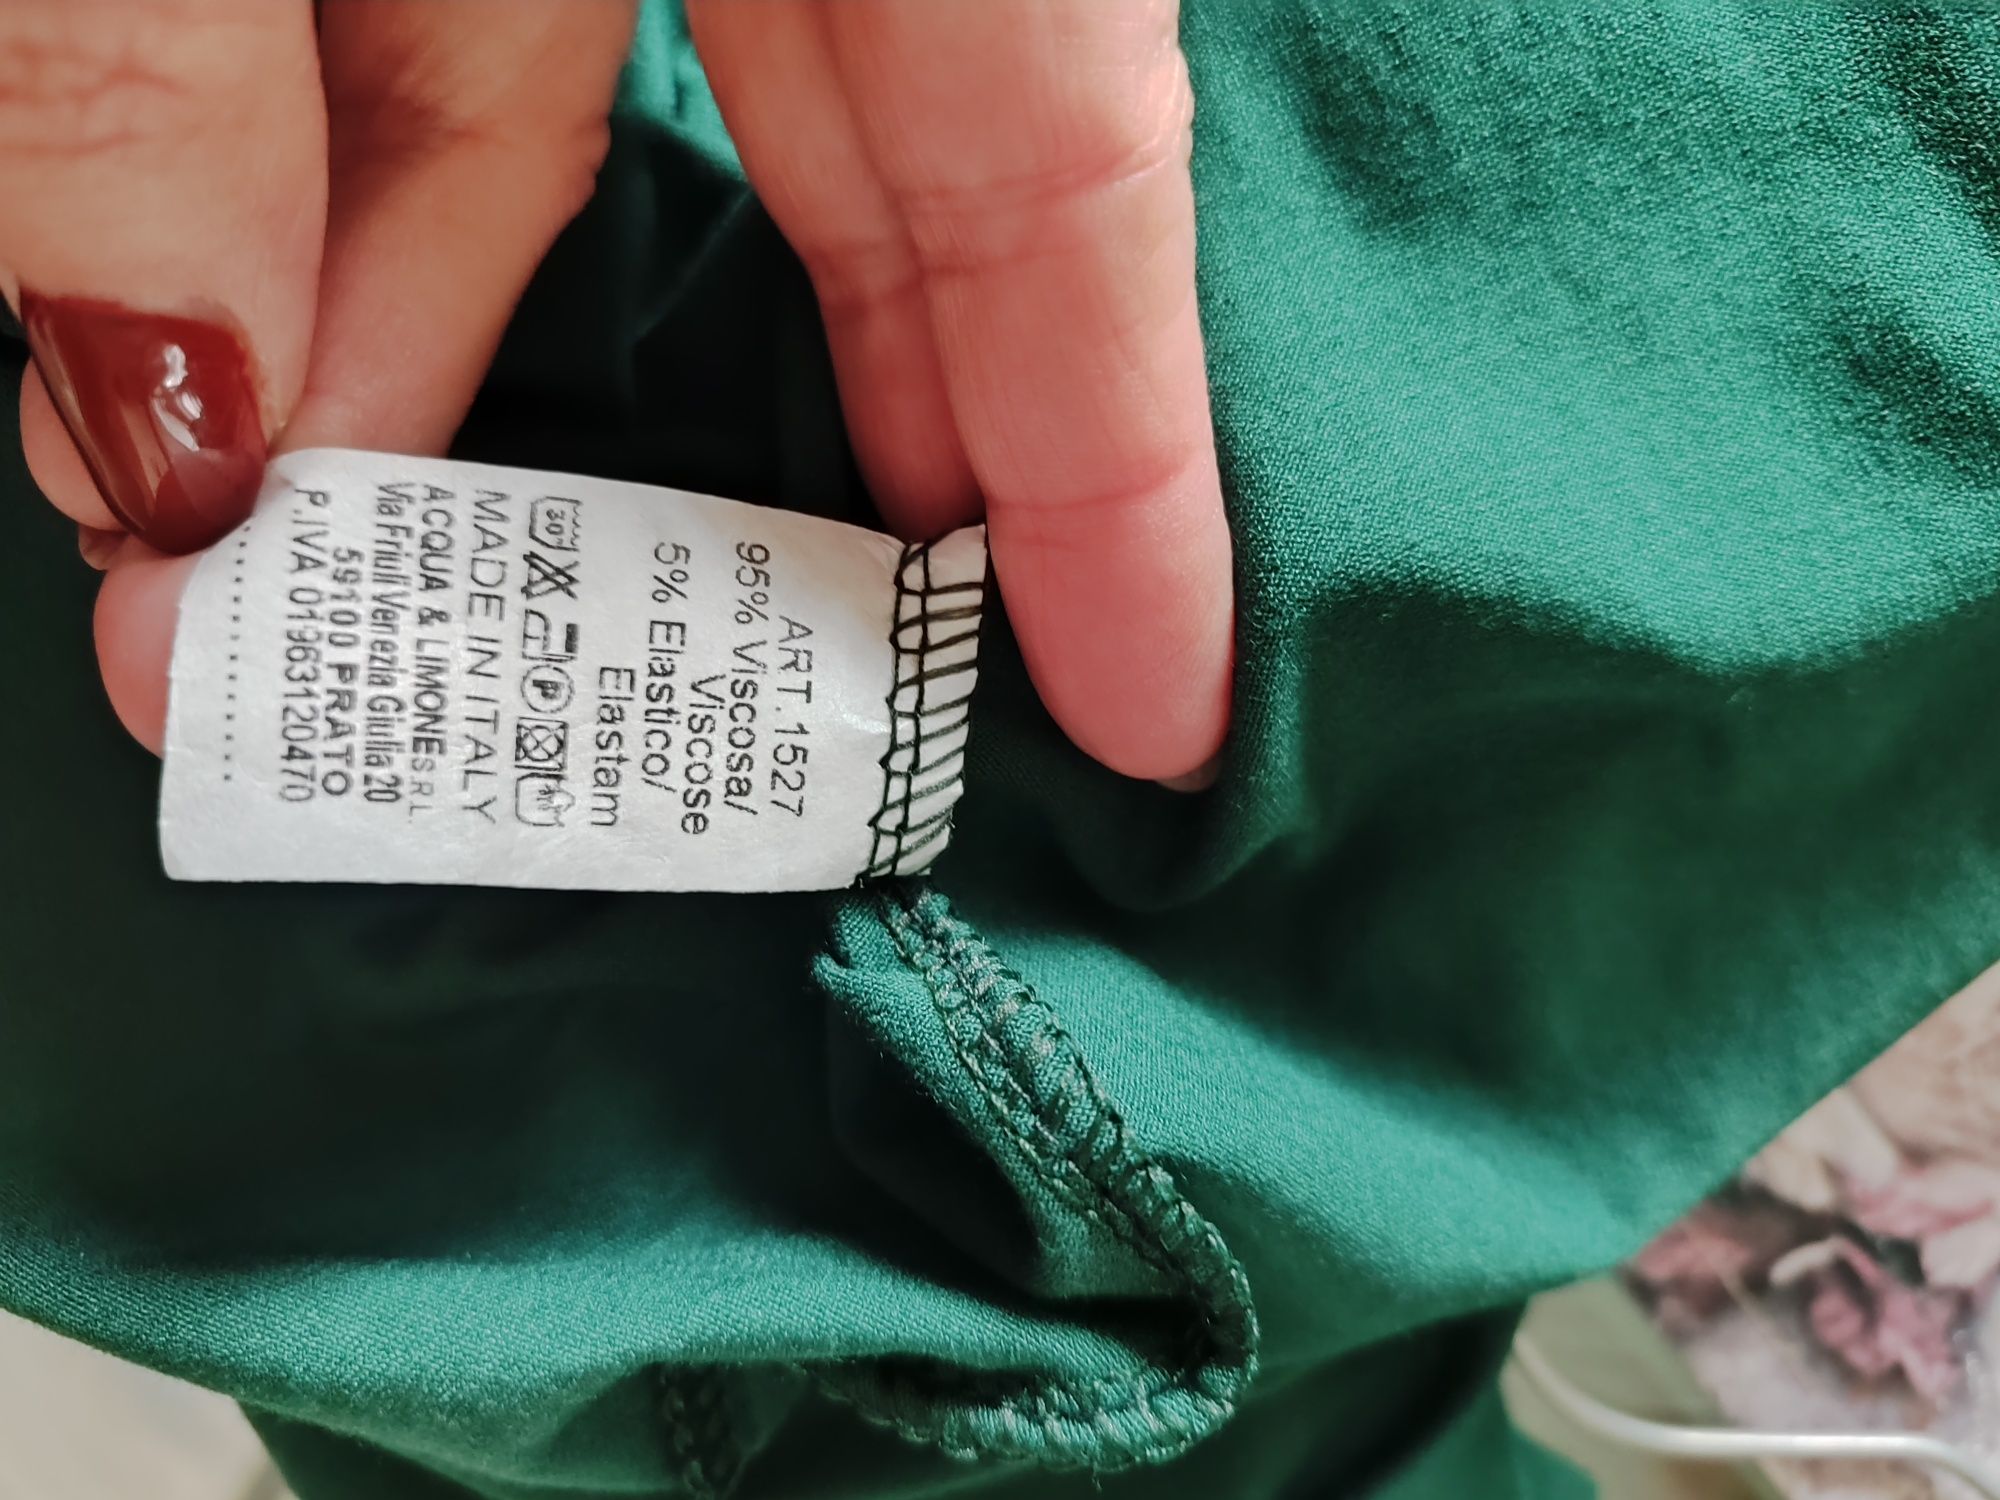 ART. 1527
95% Viscosa/
Viscose
5% Elastico/
Elastam
30°
P
MADE IN ITALY
ACQUA & LIMONE S.R.L
Via Friuli Venezia Giulia 20
59100 PRATO
P.IVA 01963120470